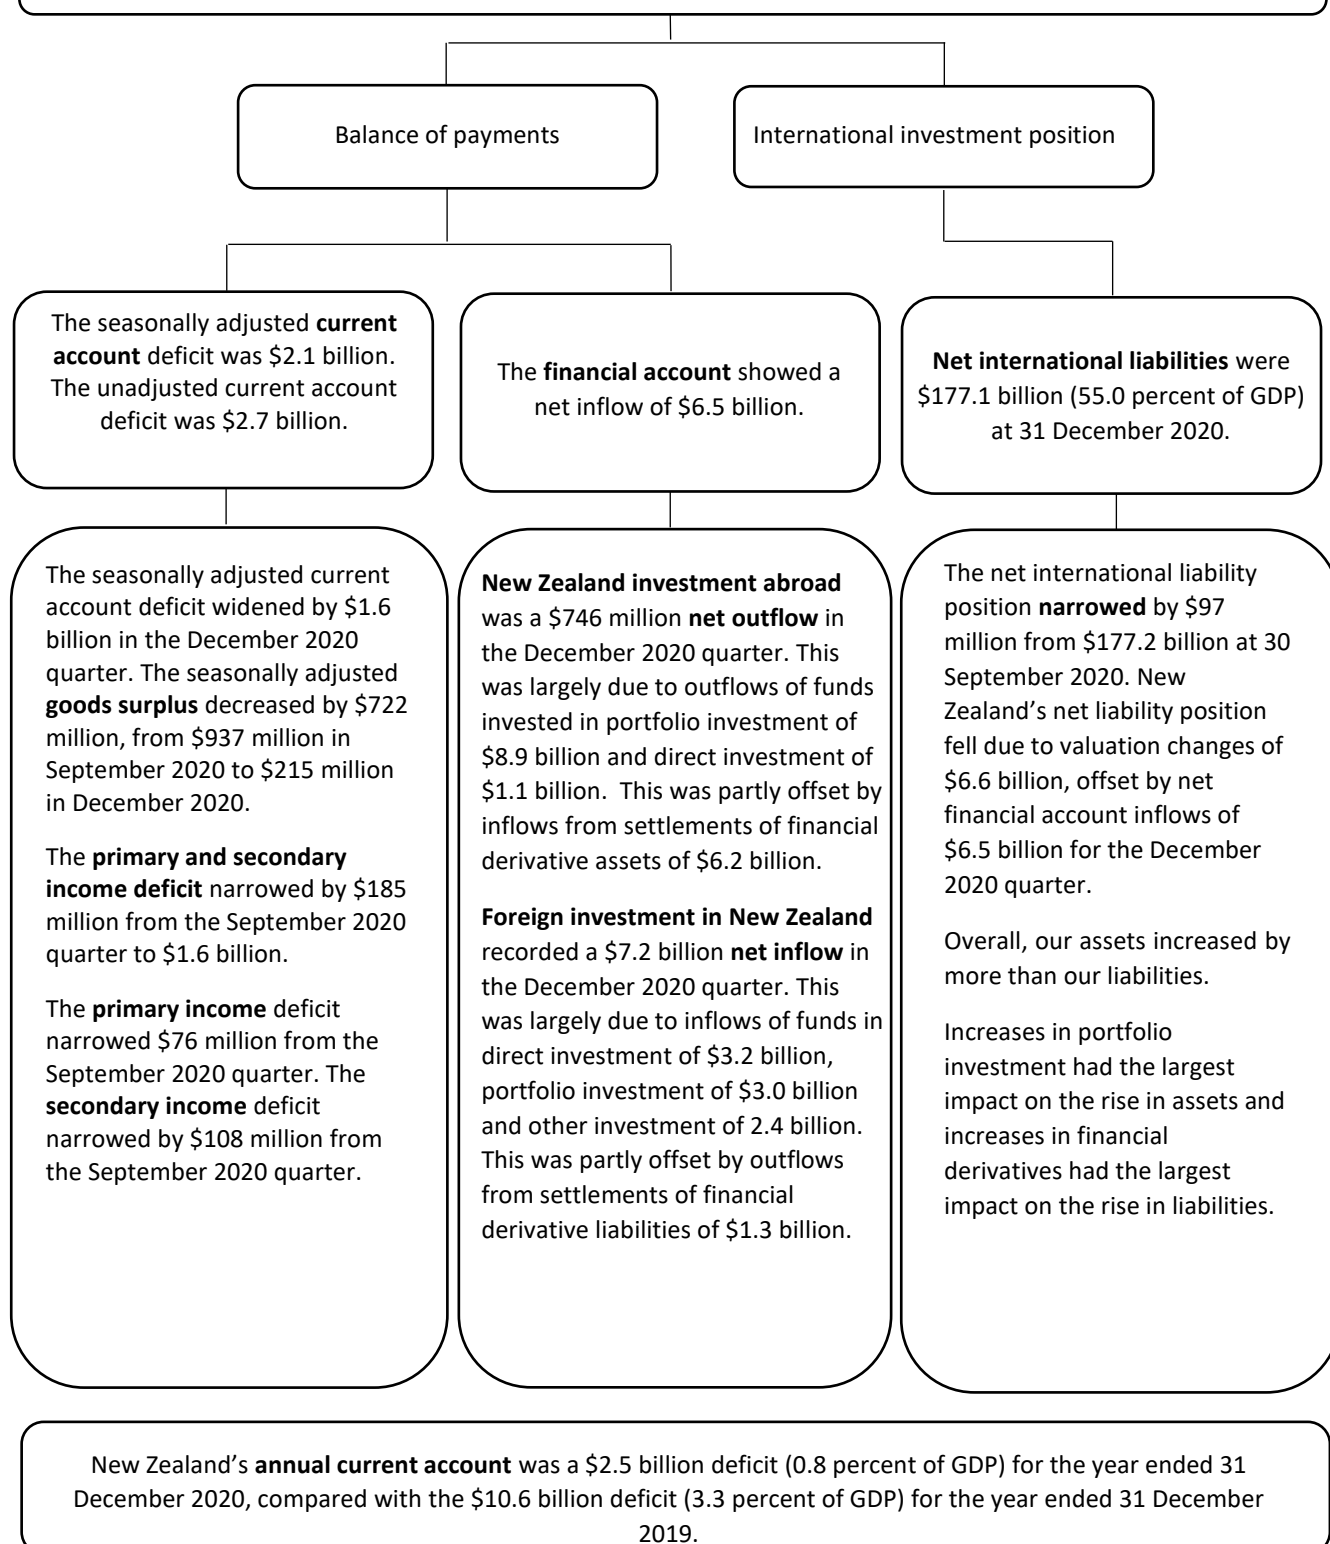 Balance of payments
International investment position
The seasonally adjusted current
account deficit was $2.1 billion.
The unadjusted current account
deficit was $2.7 billion.
The financial account showed a
net inflow of $6.5 billion.
Net international liabilities were
$177.1 billion (55.0 percent of GDP)
at 31 December 2020.
The seasonally adjusted current
account deficit widened by $1.6
billion in the December 2020
quarter. The seasonally adjusted
goods surplus decreased by $722
million, from $937 million in
September 2020 to $215 million
in December 2020.
The primary and secondary
income deficit narrowed by $185
million from the September 2020
quarter to $1.6 billion.
The primary income deficit
narrowed $76 million from the
September 2020 quarter. The
secondary income deficit
narrowed by $108 million from
the September 2020 quarter.
New Zealand investment abroad
was a $746 million net outflow in
the December 2020 quarter. This
was largely due to outflows of funds
invested in portfolio investment of
$8.9 billion and direct investment of
$1.1 billion.  This was partly offset by
inflows from settlements of financial
derivative assets of $6.2 billion.
Foreign investment in New Zealand
recorded a $7.2 billion net inflow in
the December 2020 quarter. This
was largely due to inflows of funds in
direct investment of $3.2 billion,
portfolio investment of $3.0 billion
and other investment of 2.4 billion.
This was partly offset by outflows
from settlements of financial
derivative liabilities of $1.3 billion.
The net international liability
position narrowed by $97
million from $177.2 billion at 30
September 2020. New
Zealand’s net liability position
fell due to valuation changes of
$6.6 billion, offset by net
financial account inflows of
$6.5 billion for the December
2020 quarter.
Overall, our assets increased by
more than our liabilities.
Increases in portfolio
investment had the largest
impact on the rise in assets and
increases in financial
derivatives had the largest
impact on the rise in liabilities.
New Zealand’s annual current account was a $2.5 billion deficit (0.8 percent of GDP) for the year ended 31
December 2020, compared with the $10.6 billion deficit (3.3 percent of GDP) for the year ended 31 December
2019.